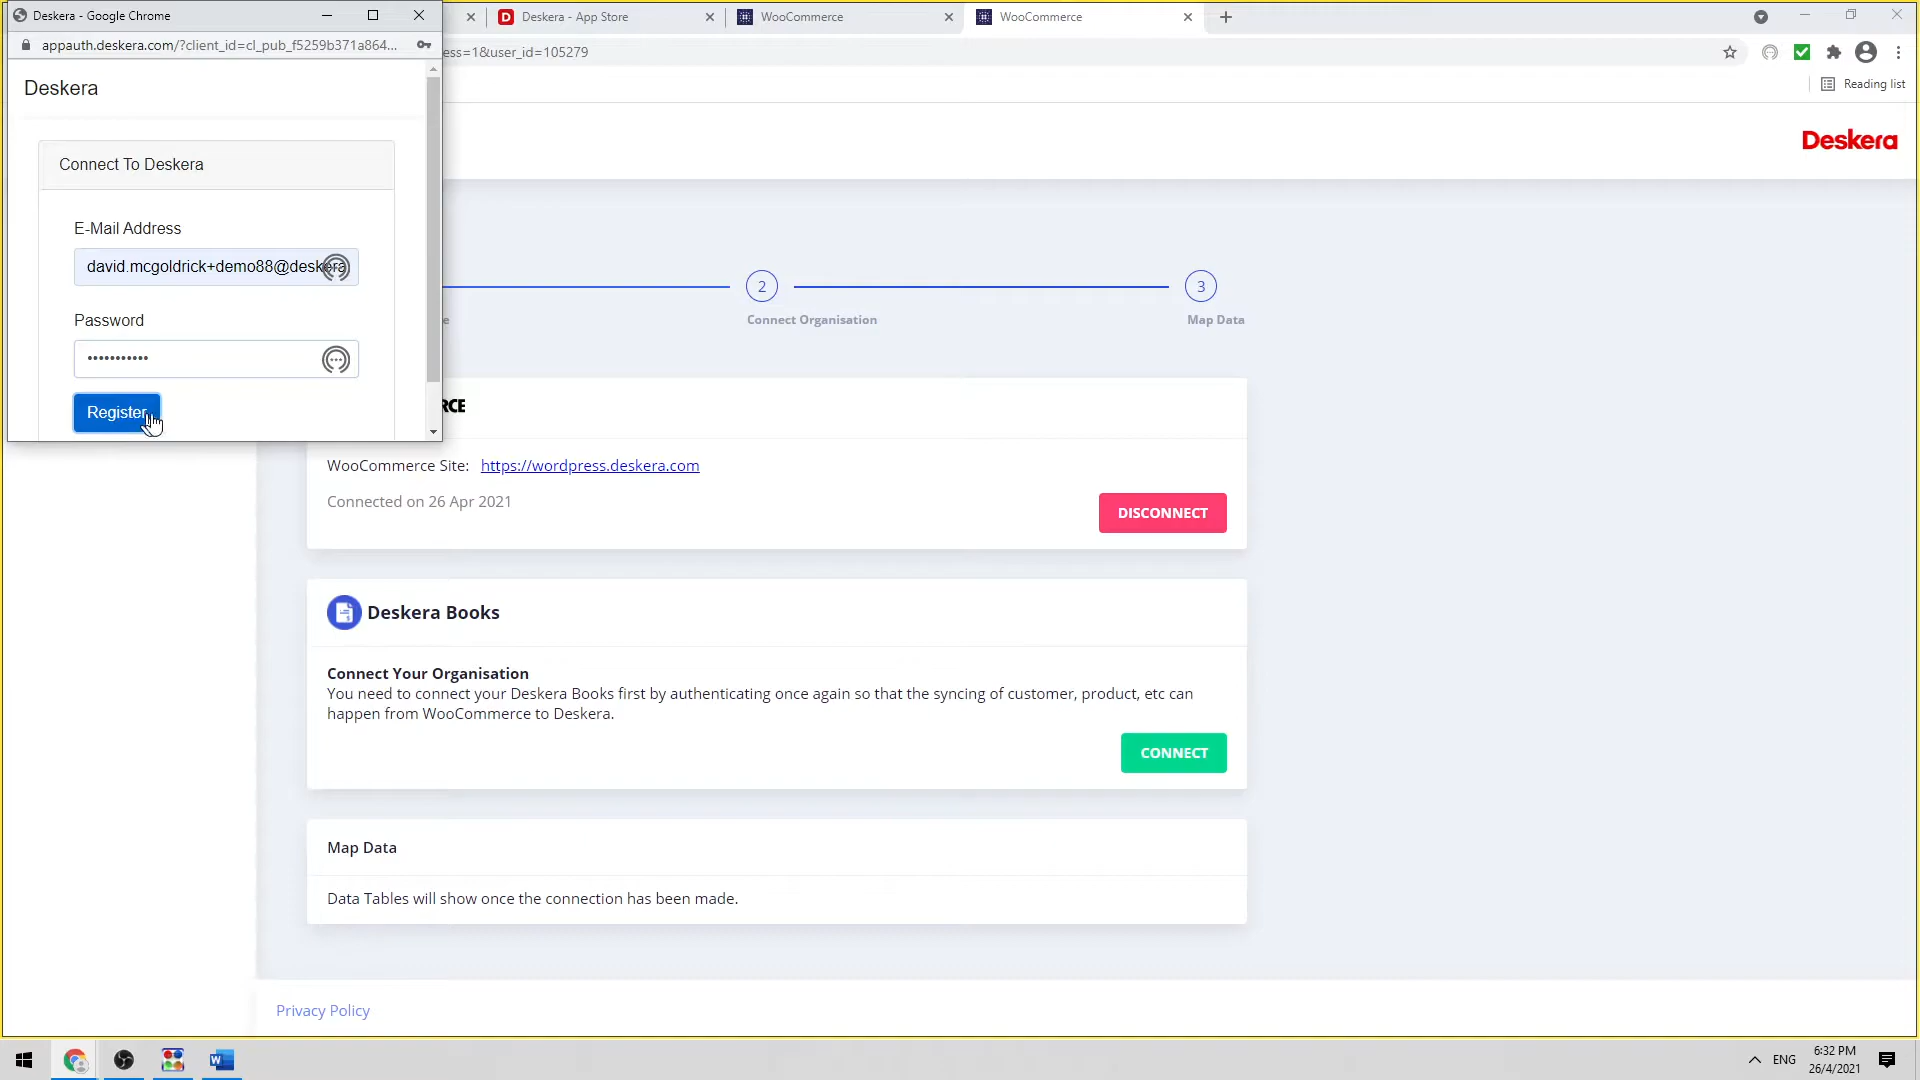 Deskera - Google Chrome
Deskera - App Store
WooCommerce
WooCommerce
appauth.deskera.com/?client_id=cl_pub_f5259b371a864...
ess=1&user_id=105279
Reading list
Deskera
Deskera
Connect To Deskera
E-Mail Address
david.mcgoldrick+demo88@deskera
Password
•••••••••••
Register
2
3
e
Connect Organisation
Map Data
RCE
WooCommerce Site: https://wordpress.deskera.com
Connected on 26 Apr 2021
DISCONNECT
Deskera Books
Connect Your Organisation
You need to connect your Deskera Books first by authenticating once again so that the syncing of customer, product, etc can
happen from WooCommerce to Deskera.
CONNECT
Map Data
Data Tables will show once the connection has been made.
Privacy Policy
ENG
6:32 PM
26/4/2021